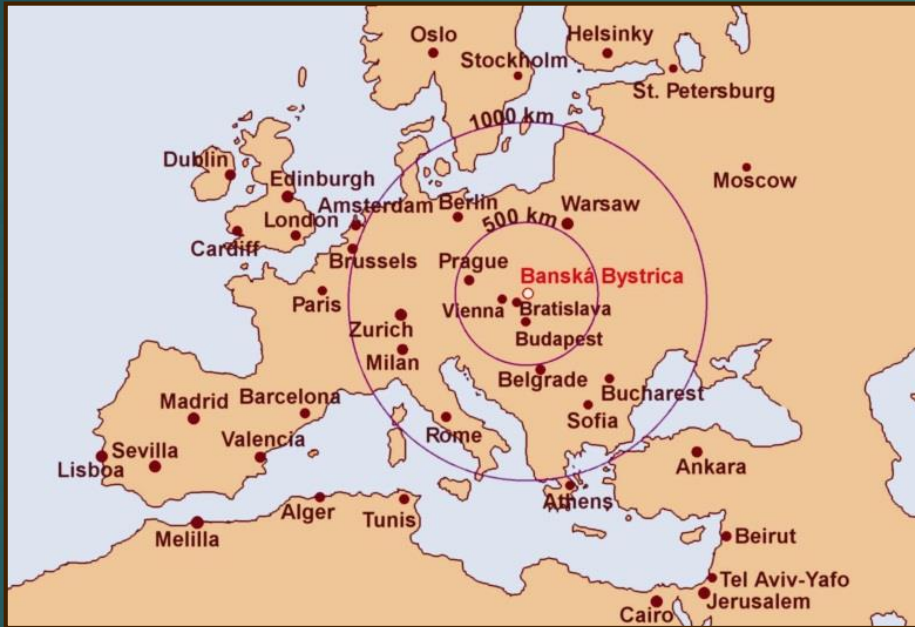 Oslo
Helsinky
Stockholm
St. Petersburg
1000 km
Dublin
Edinburgh
Moscow
Amsterdam
Berlin
Warsaw
London
500 km
Cardiff
Brussels
Prague
Banská Bystrica
Paris
Vienna
Bratislava
Zurich
Budapest
Milan
Belgrade
Madrid
Barcelona
Bucharest
Sofia
Rome
Valencia
Sevilla
Lisboa
Ankara
Athens
Alger
Tunis
Melilla
Beirut
Tel Aviv-Yafo
Jerusalem
Cairo